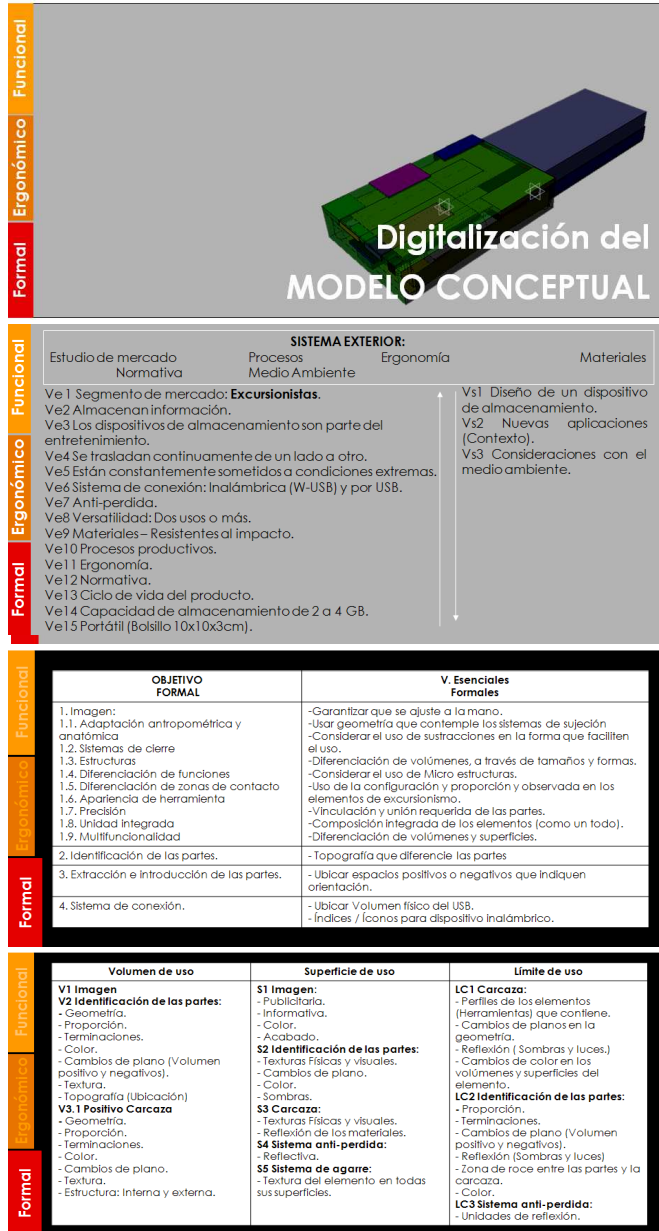 Funcional
Ergonómico
Formal
Digitalización del
MODELO CONCEPTUAL
Funcional
Ergonómico
Formal
SISTEMA EXTERIOR:
Estudio de mercado Procesos Ergonomía Materiales
Normativa Medio Ambiente
Ve 1 Segmento de mercado: Excursionistas.
Ve2 Almacenan información.
Ve3 Los dispositivos de almacenamiento son parte del
entretenimiento.
Ve4 Se trasladan continuamente de un lado a otro.
Ve5 Están constantemente sometidos a condiciones extremas.
Ve6 Sistema de conexión: Inalámbrica (W-USB) y por USB.
Ve7 Anti-perdida.
Ve8 Versatilidad: Dos usos o más.
Ve9 Materiales – Resistentes al impacto.
Ve10 Procesos productivos.
Ve11 Ergonomía.
Ve12 Normativa.
Ve13 Ciclo de vida del producto.
Ve14 Capacidad de almacenamiento de 2 a 4 GB.
Ve15 Portátil (Bolsillo 10x10x3cm).
Vs1 Diseño de un dispositivo
de almacenamiento.
Vs2 Nuevas aplicaciones
(Contexto).
Vs3 Consideraciones con el
medio ambiente.
Funcional
Ergonómico
Formal
OBJETIVO
FORMAL
V. Esenciales
Formales
1. Imagen:
1.1. Adaptación antropométrica y
anatómica
1.2. Sistemas de cierre
1.3. Estructuras
1.4. Diferenciación de funciones
1.5. Diferenciación de zonas de contacto
1.6. Apariencia de herramienta
1.7. Precisión
1.8. Unidad integrada
1.9. Multifuncionalidad
-Garantizar que se ajuste a la mano.
-Usar geometría que contemple los sistemas de sujeción
-Considerar el uso de sustracciones en la forma que faciliten
el uso.
-Diferenciación de volúmenes, a través de tamaños y formas.
-Considerar el uso de Micro estructuras.
-Uso de la configuración y proporción y observada en los
elementos de excursionismo.
-Vinculación y unión requerida de las partes.
-Composición integrada de los elementos (como un todo).
-Diferenciación de volúmenes y superficies.
2. Identificación de las partes.
- Topografía que diferencie las partes
3. Extracción e introducción de las partes.
- Ubicar espacios positivos o negativos que indiquen
orientación.
4. Sistema de conexión.
- Ubicar Volumen físico del USB.
- Índices / Íconos para dispositivo inalámbrico.
Funcional
Ergonómico
Formal
Volumen de uso
Superficie de uso
Límite de uso
V1 Imagen
V2 Identificación de las partes:
- Geometría.
- Proporción.
- Terminaciones.
- Color.
- Cambios de plano (Volumen
positivo y negativos).
- Textura.
- Topografía (Ubicación)
V3.1 Positivo Carcaza
- Geometría.
- Proporción.
- Terminaciones.
- Color.
- Cambios de plano.
- Textura.
- Estructura: Interna y externa.
S1 Imagen:
- Publicitaria.
- Informativa.
- Color.
- Acabado.
S2 Identificación de las partes:
- Texturas Físicas y visuales.
- Cambios de plano.
- Color.
- Sombras.
S3 Carcaza:
- Texturas Físicas y visuales.
- Reflexión de los materiales.
S4 Sistema anti-perdida:
- Reflectiva.
S5 Sistema de agarre:
- Textura del elemento en todas
sus superficies.
LC1 Carcaza:
- Perfiles de los elementos
(Herramientas) que contiene.
- Cambios de planos en la
geometría.
- Reflexión ( Sombras y luces.)
- Cambios de color en los
volúmenes y superficies del
elemento.
LC2 Identificación de las partes:
- Proporción.
- Terminaciones.
- Cambios de plano (Volumen
positivo y negativos).
- Reflexión (Sombras y luces)
- Zona de roce entre las partes y la
carcaza.
- Color.
LC3 Sistema anti-perdida:
- Unidades de reflexión.